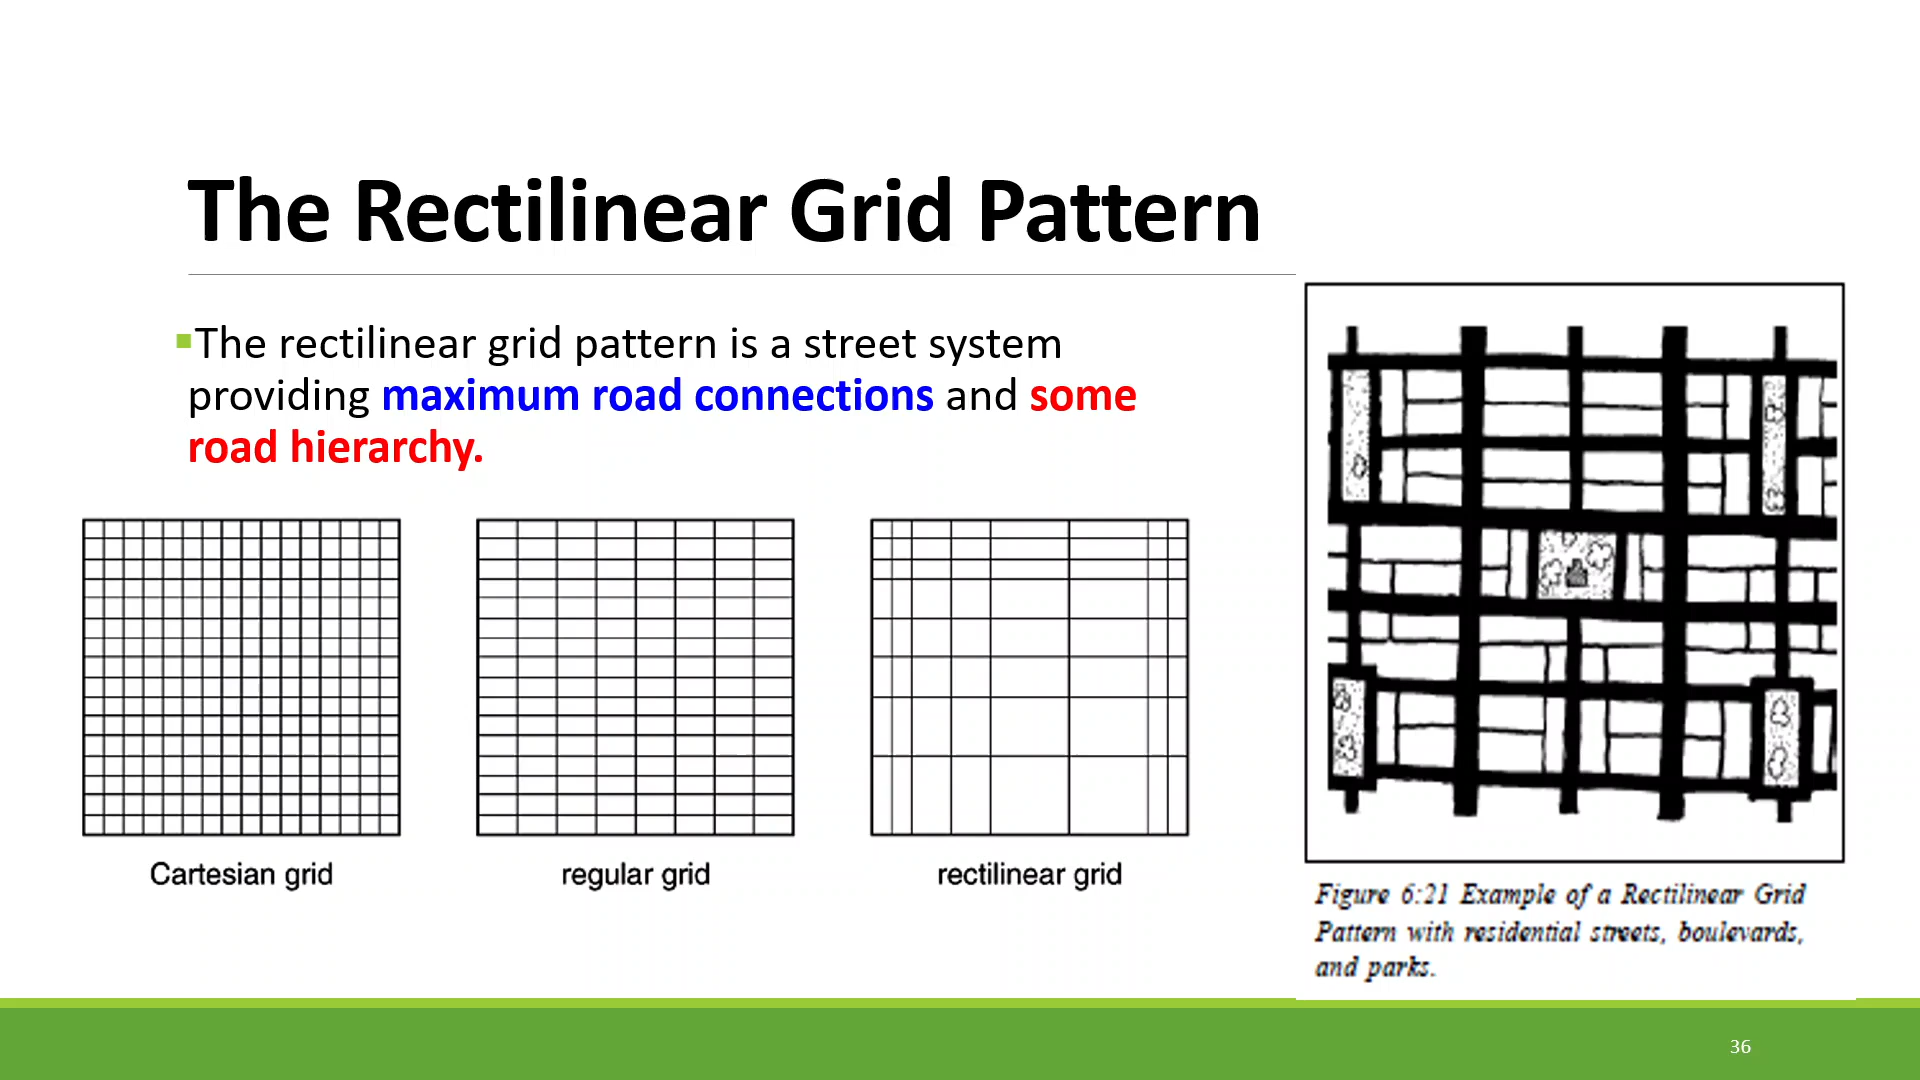 The Rectilinear Grid Pattern
▪The rectilinear grid pattern is a street system
providing maximum road connections and some
road hierarchy.
Cartesian grid
regular grid
rectilinear grid
Figure 6:21 Example of a Rectilinear Grid
Pattern with residential streets, boulevards,
and parks.
36